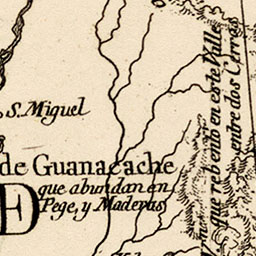 S. Miguel
de Guanacache
que abundan en
E
Pege, y Maderas
que rebento en este Valle
entre dos Cerros